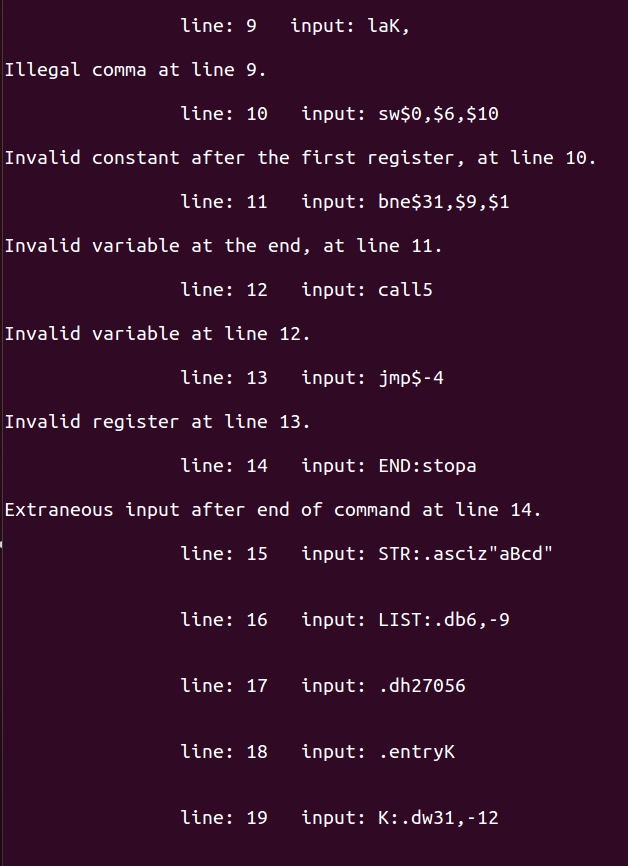 line: 9   input: laK,
Illegal comma at line 9.
line: 10   input: sw$0,$6,$10
Invalid constant after the first register, at line 10.
line: 11   input: bne$31,$9,$1
Invalid variable at the end, at line 11.
line: 12   input: call5
Invalid variable at line 12.
line: 13   input: jmp$-4
Invalid register at line 13.
line: 14   input: END:stopa
Extraneous input after end of command at line 14.
line: 15   input: STR:.asciz"aBcd"
line: 16   input: LIST:.db6,-9
line: 17   input: .dh27056
line: 18   input: .entryK
line: 19   input: K:.dw31,-12